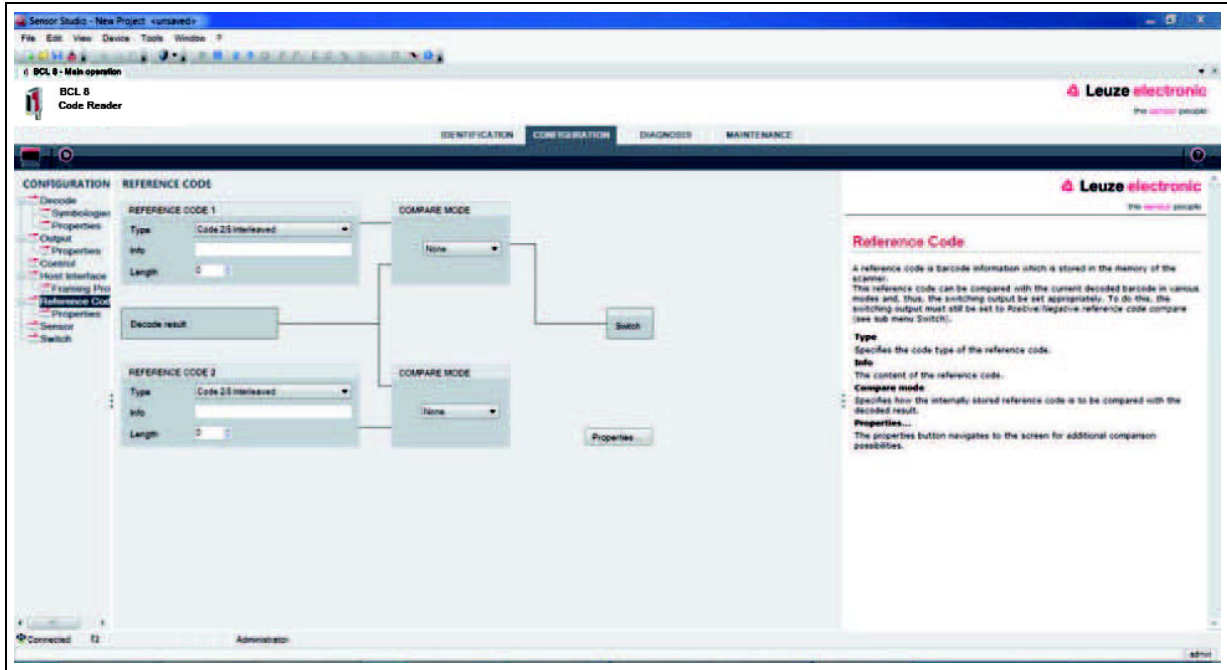 Sensor Studio - New Project <unsaved>
File Edit View Device Tools Window ?
BCL 8 - Main operation
BCL 8
Code Reader
Leuze electronic
the sensor people
IDENTIFICATION CONFIGURATION DIAGNOSIS MAINTENANCE
CONFIGURATION
Decode
Symbologies
Properties
Output
Properties
Control
Host Interface
Framing Pro
Reference Cod
Properties
Sensor
Switch
REFERENCE CODE
REFERENCE CODE 1
Type Code 2/5 Interleaved
Info
Length 0
COMPARE MODE
None
Decode result
Switch
REFERENCE CODE 2
Type Code 2/5 Interleaved
Info
Length 0
COMPARE MODE
None
Properties...
Leuze electronic
the sensor people
Reference Code
A reference code is barcode information which is stored in the memory of the
scanner.
This reference code can be compared with the current decoded barcode in various
modes and, thus, the switching output be set appropriately. To do this, the
switching output must still be set to Positive/Negative reference code compare
(see sub menu Switch).
Type
Specifies the code type of the reference code.
Info
The content of the reference code.
Compare mode
Specifies how the internally stored reference code is to be compared with the
decoded result.
Properties...
The properties button navigates to the screen for additional comparison
possibilities.
Connected
Administrator
admin